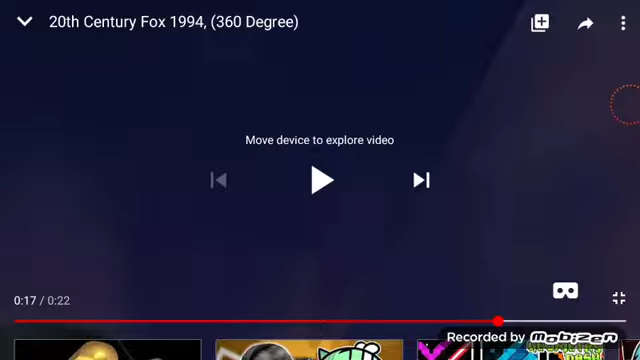 20th Century Fox 1994, (360 Degree)
Move device to explore video
0:17 / 0:22
Recorded by mobizen